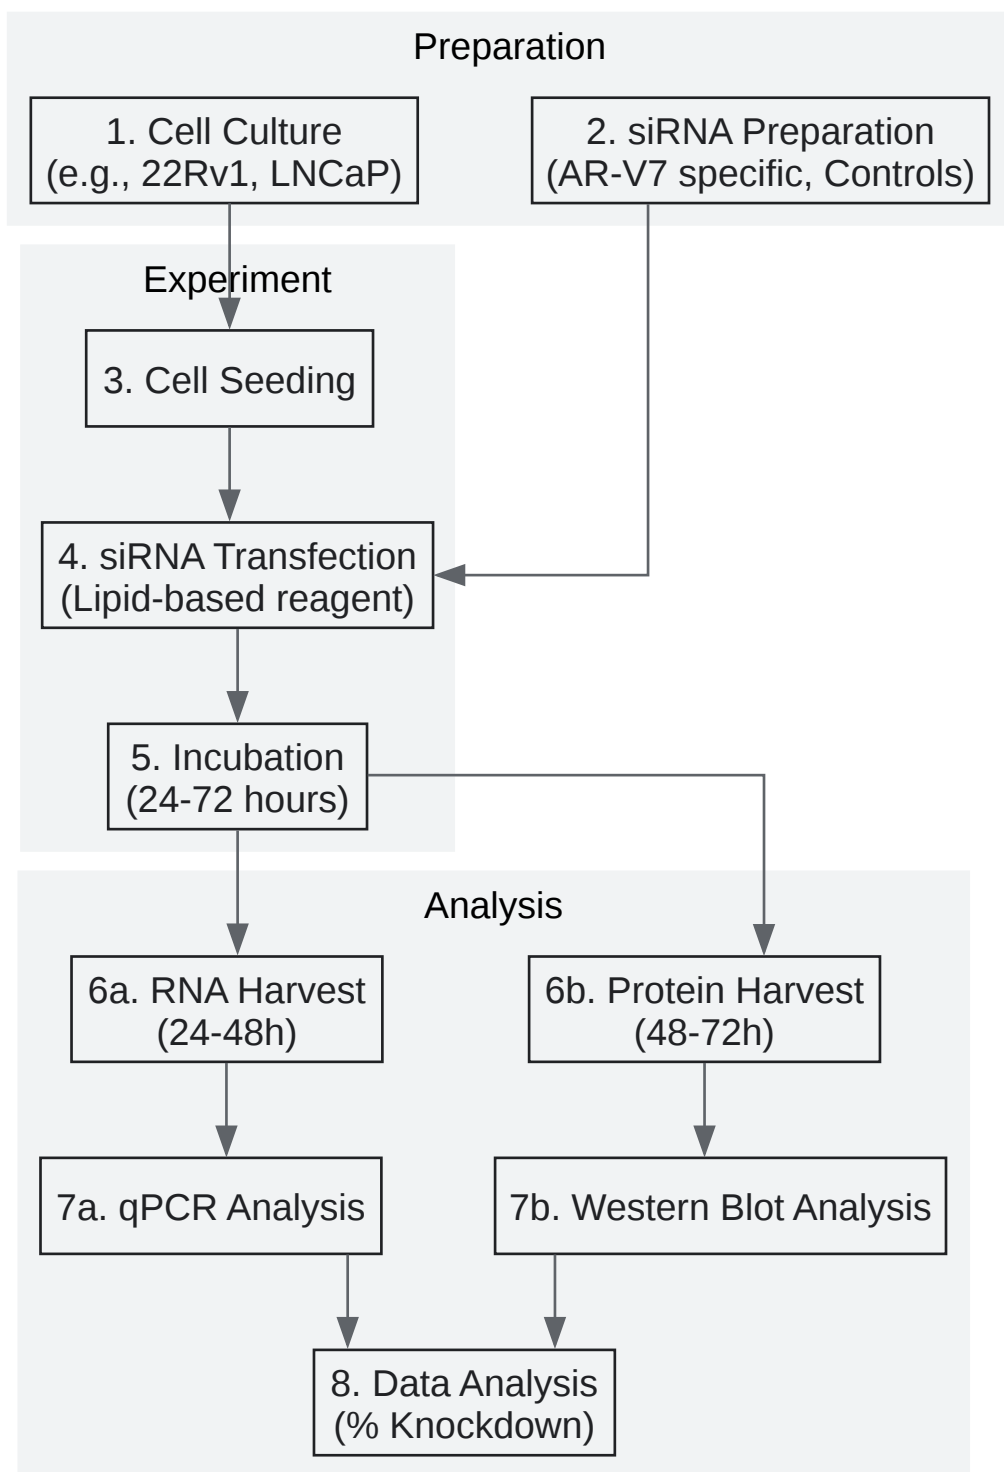 Preparation
1. Cell Culture
(e.g., 22Rv1, LNCaP)
2. siRNA Preparation
(AR-V7 specific, Controls)
Experiment
3. Cell Seeding
4. siRNA Transfection
(Lipid-based reagent)
5. Incubation
(24-72 hours)
Analysis
6a. RNA Harvest
(24-48h)
6b. Protein Harvest
(48-72h)
7a. qPCR Analysis
7b. Western Blot Analysis
8. Data Analysis
(% Knockdown)